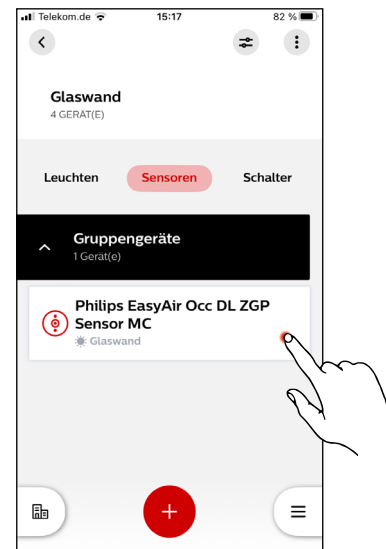 Telekom.de 15:17 82 %
Glaswand
4 GERÄT(E)
Leuchten Sensoren Schalter
Gruppengeräte
1 Gerät(e)
Philips EasyAir Occ DL ZGP
Sensor MC
Glaswand